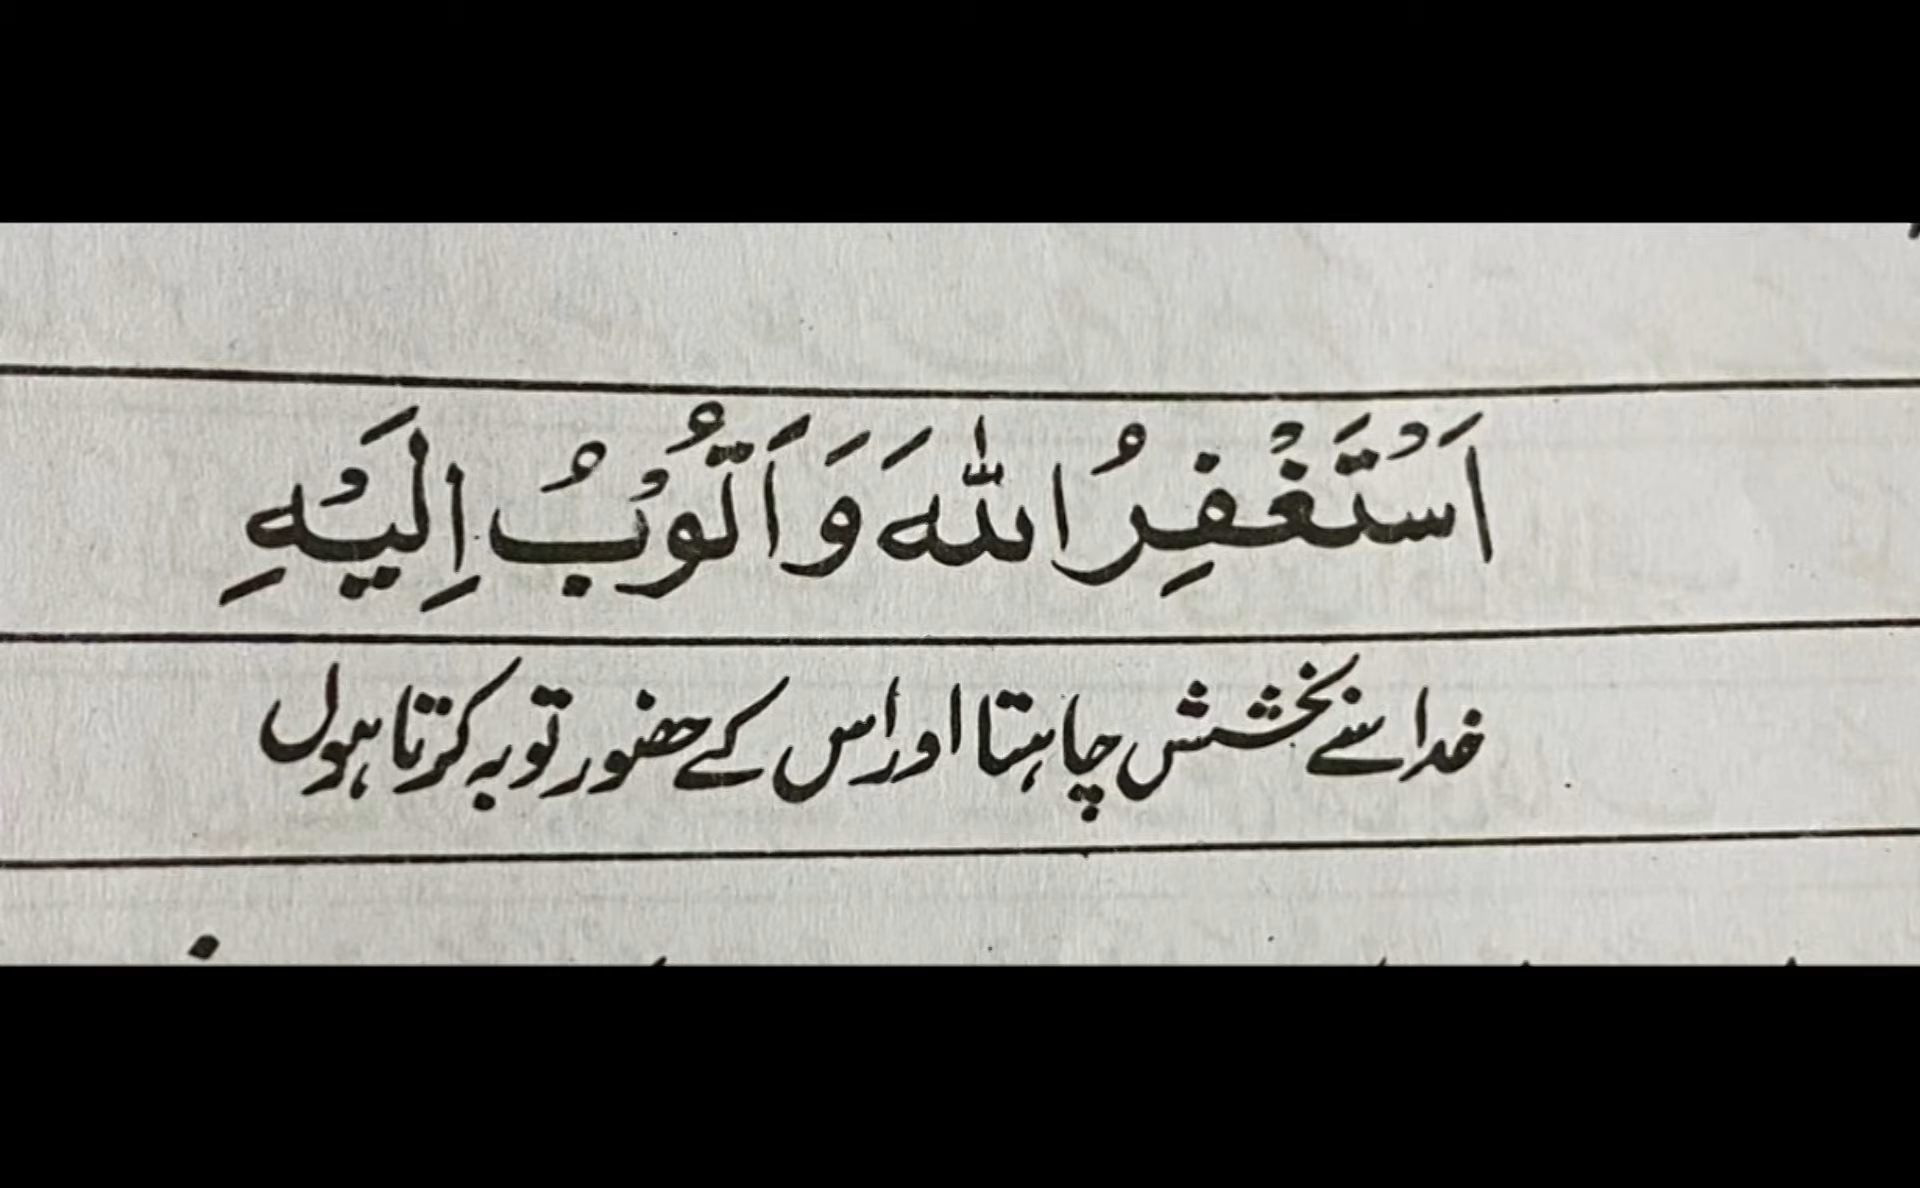 اَسْتَغْفِرُ اللّٰهَ وَ اَتُوْبُ اِلَيْهِ
خدا سے بخشش چاہتا اور اس کے حضور توبہ کرتا ہوں